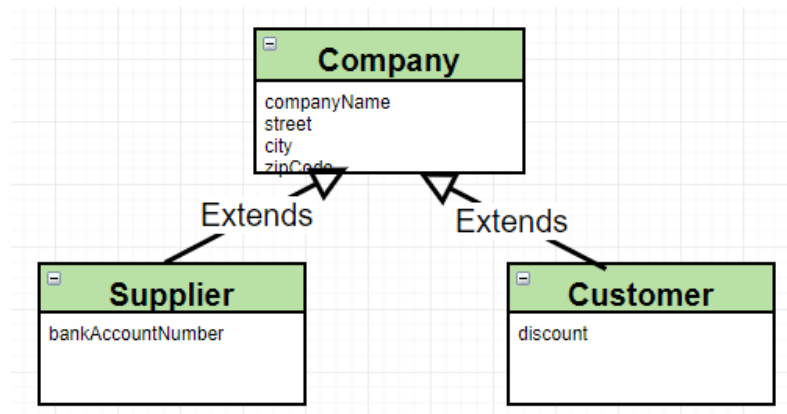 Company
companyName
street
city
zipCode
Extends
Extends
Supplier
bankAccountNumber
Customer
discount